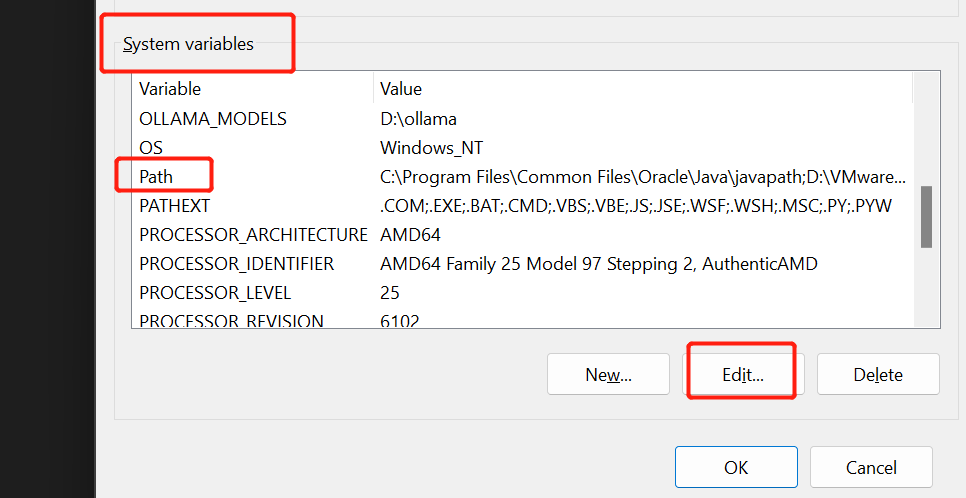 System variables
Variable Value
OLLAMA_MODELS D:\ollama
OS Windows_NT
Path C:\Program Files\Common Files\Oracle\Java\javapath;D:\VMware...
PATHEXT .COM;.EXE;.BAT;.CMD;.VBS;.VBE;.JS;.JSE;.WSF;.WSH;.MSC;.PY;.PYW
PROCESSOR_ARCHITECTURE AMD64
PROCESSOR_IDENTIFIER AMD64 Family 25 Model 97 Stepping 2, AuthenticAMD
PROCESSOR_LEVEL 25
PROCESSOR_REVISION 6102
New... Edit... Delete
OK Cancel